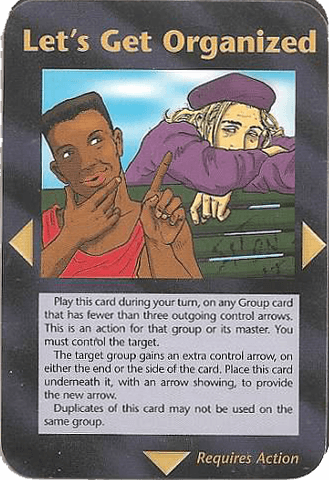 Let's Get Organized
Play this card during your turn, on any Group card
that has fewer than three outgoing control arrows.
This is an action for that group or its master. You
must control the target.
The target group gains an extra control arrow, on
either the end or the side of the card. Place this card
underneath it, with an arrow showing, to provide
the new arrow.
Duplicates of this card may not be used on the
same group.
Requires Action